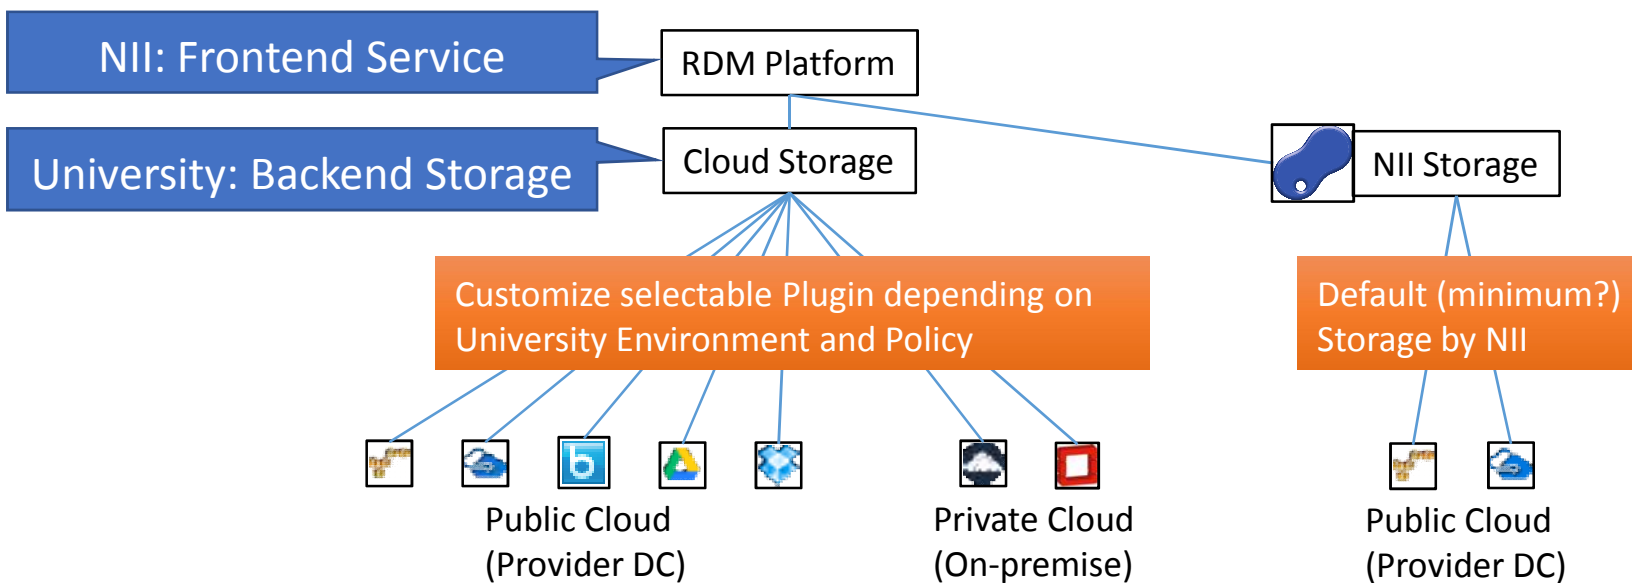 NII: Frontend Service
RDM Platform
University: Backend Storage
Cloud Storage
NII Storage
Customize selectable Plugin depending on
University Environment and Policy
Default (minimum?)
Storage by NII
b
Public Cloud
(Provider DC)
Private Cloud
(On-premise)
Public Cloud
(Provider DC)